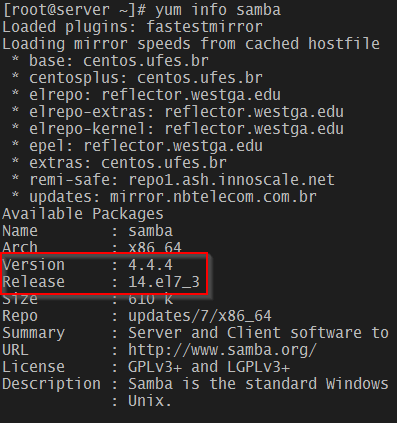 [root@server ~]# yum info samba
Loaded plugins: fastestmirror
Loading mirror speeds from cached hostfile
 * base: centos.ufes.br
 * centosplus: centos.ufes.br
 * elrepo: reflector.westga.edu
 * elrepo-extras: reflector.westga.edu
 * elrepo-kernel: reflector.westga.edu
 * epel: reflector.westga.edu
 * extras: centos.ufes.br
 * remi-safe: repo1.ash.innoscale.net
 * updates: mirror.nbtelecom.com.br
Available Packages
Name        : samba
Arch        : x86_64
Version     : 4.4.4
Release     : 14.el7_3
Size        : 610 k
Repo        : updates/7/x86_64
Summary     : Server and Client software to
URL         : http://www.samba.org/
License     : GPLv3+ and LGPLv3+
Description : Samba is the standard Windows
            : Unix.